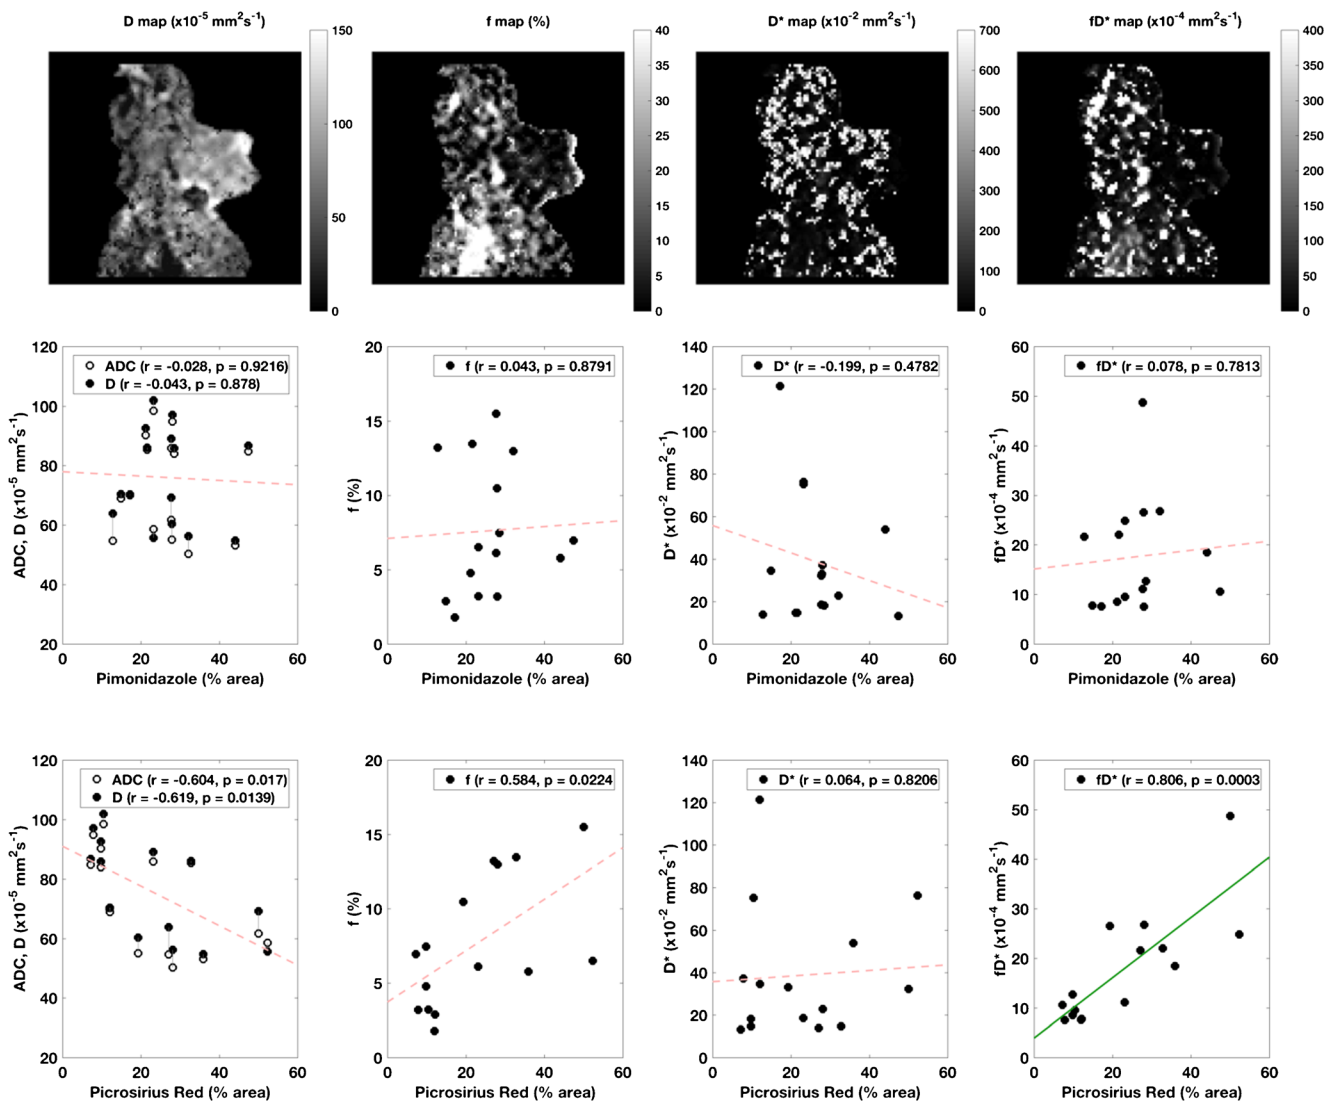 D map (x10⁻⁵ mm²s⁻¹)
f map (%)
D* map (x10⁻² mm²s⁻¹)
fD* map (x10⁻⁴ mm²s⁻¹)
150
100
50
0
40
35
30
25
20
15
10
5
0
700
600
500
400
300
200
100
0
400
350
300
250
200
150
100
50
0
ADC, D (x10⁻⁵ mm²s⁻¹)
120
100
80
60
40
20
ADC (r = -0.028, p = 0.9216)
D (r = -0.043, p = 0.878)
0 20 40 60
Pimonidazole (% area)
f (%)
20
15
10
5
0
f (r = 0.043, p = 0.8791
0 20 40 60
Pimonidazole (% area)
D* (x10⁻² mm²s⁻¹)
140
120
100
80
60
40
20
0
D* (r = -0.199, p = 0.4782
0 20 40 60
Pimonidazole (% area)
fD* (x10⁻⁴ mm²s⁻¹)
60
50
40
30
20
10
0
fD* (r = 0.078, p = 0.7813
0 20 40 60
Pimonidazole (% area)
ADC, D (x10⁻⁵ mm²s⁻¹)
120
100
80
60
40
20
ADC (r = -0.604, p = 0.017)
D (r = -0.619, p = 0.0139)
0 20 40 60
Picrosirius Red (% area)
f (%)
20
15
10
5
0
f (r = 0.584, p = 0.0224
0 20 40 60
Picrosirius Red (% area)
D* (x10⁻² mm²s⁻¹)
140
120
100
80
60
40
20
0
D* (r = 0.064, p = 0.8206
0 20 40 60
Picrosirius Red (% area)
fD* (x10⁻⁴ mm²s⁻¹)
60
50
40
30
20
10
0
fD* (r = 0.806, p = 0.0003
0 20 40 60
Picrosirius Red (% area)